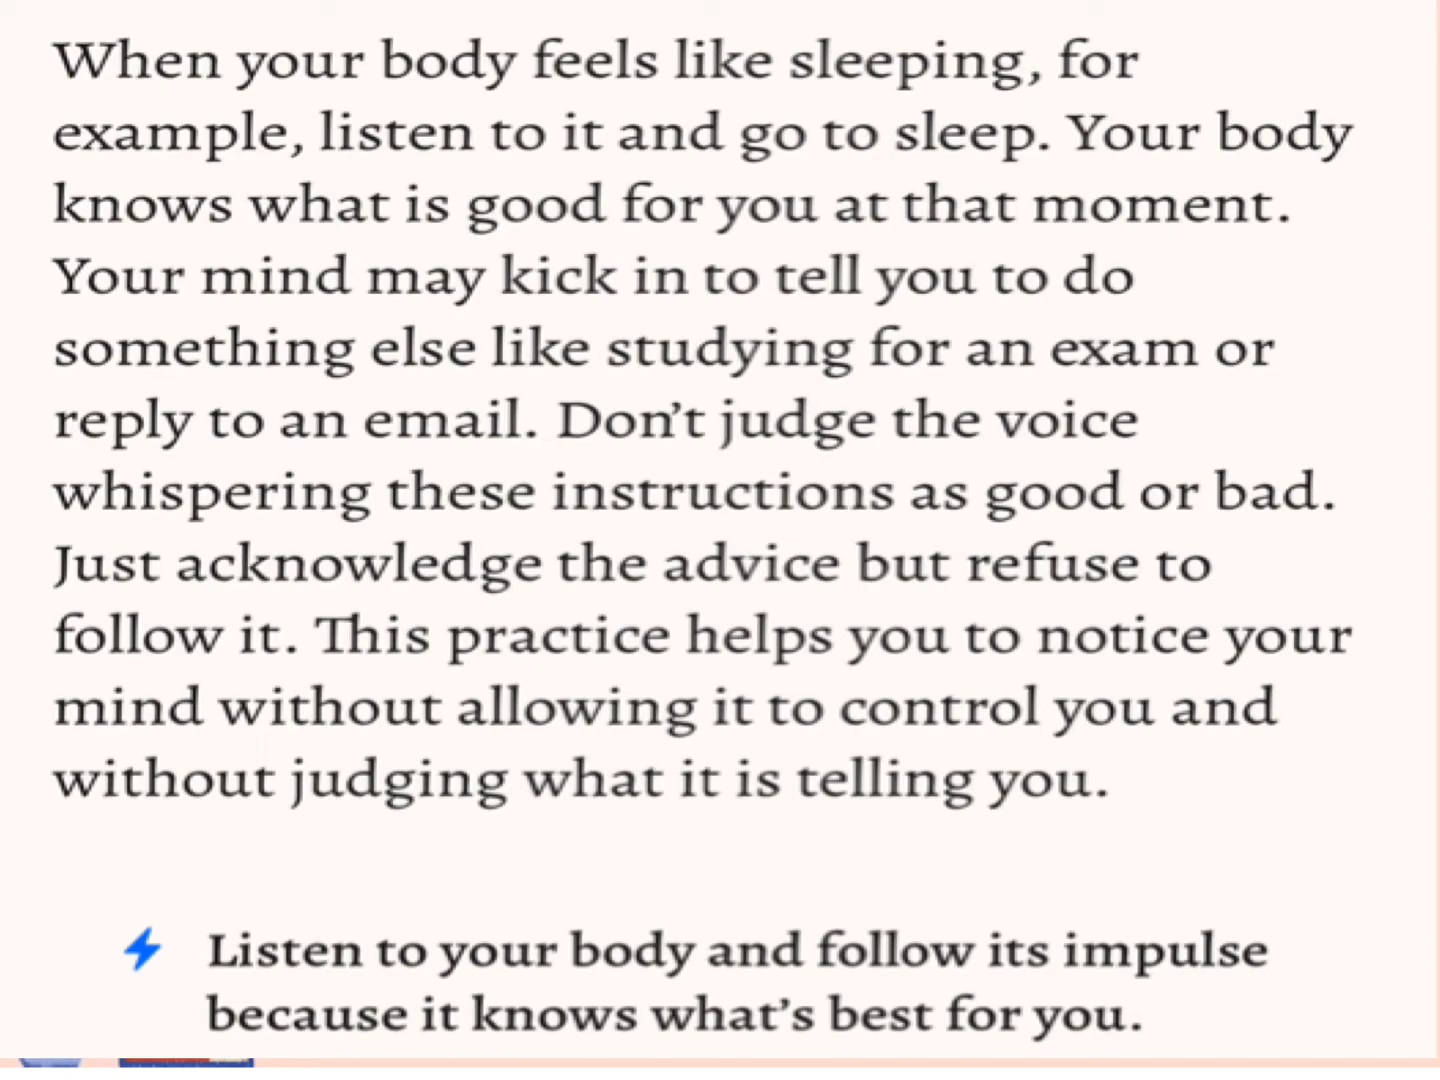 When your body feels like sleeping, for
example, listen to it and go to sleep. Your body
knows what is good for you at that moment.
Your mind may kick in to tell you to do
something else like studying for an exam or
reply to an email. Don’t judge the voice
whispering these instructions as good or bad.
Just acknowledge the advice but refuse to
follow it. This practice helps you to notice your
mind without allowing it to control you and
without judging what it is telling you.
Listen to your body and follow its impulse
because it knows what’s best for you.